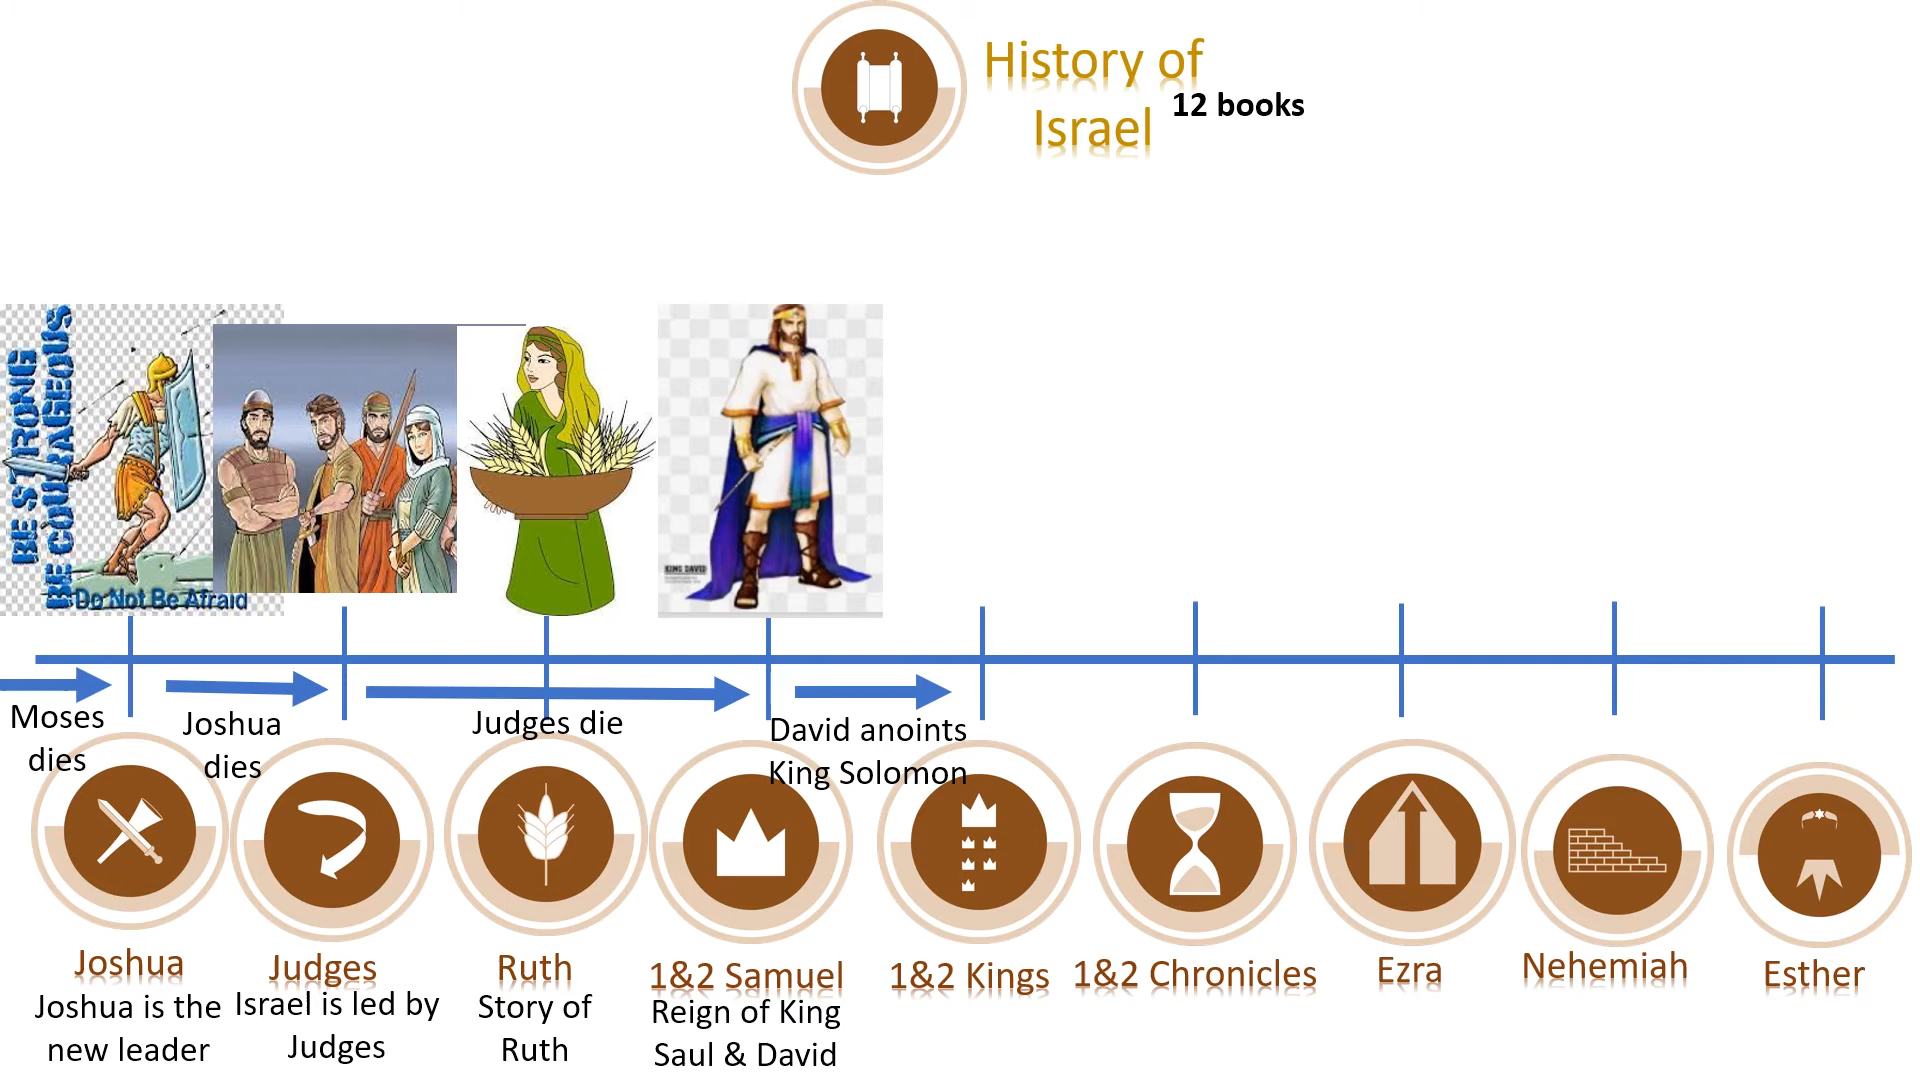 History of
Israel
12 books
BE STRONG
BE COURAGEOUS
Do Not Be Afraid
KING DAVID
Moses
dies
Joshua
dies
Judges die
David anoints
King Solomon
Joshua
Joshua is the
new leader
Judges
Israel is led by
Judges
Ruth
Story of
Ruth
1&2 Samuel
Reign of King
Saul & David
1&2 Kings
1&2 Chronicles
Ezra
Nehemiah
Esther